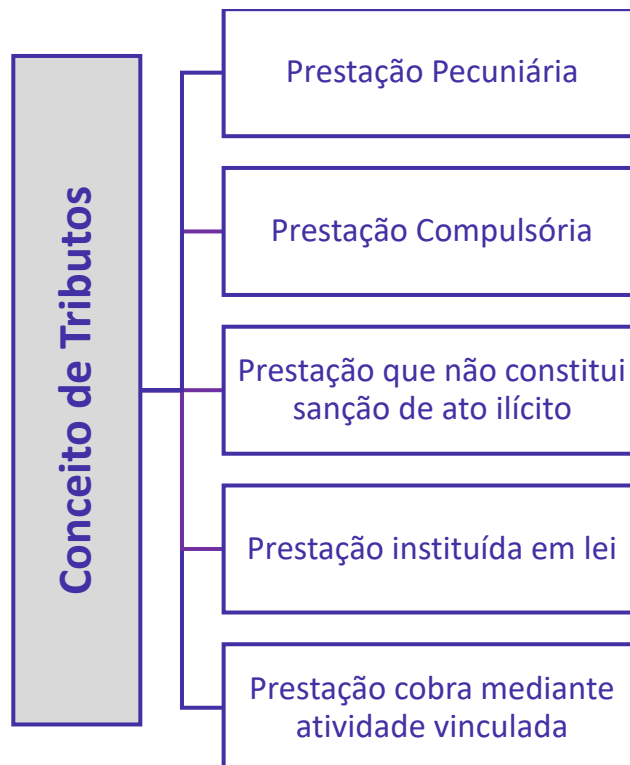 Conceito de Tributos
Prestação Pecuniária
Prestação Compulsória
Prestação que não constitui
sanção de ato ilícito
Prestação instituída em lei
Prestação cobra mediante
atividade vinculada